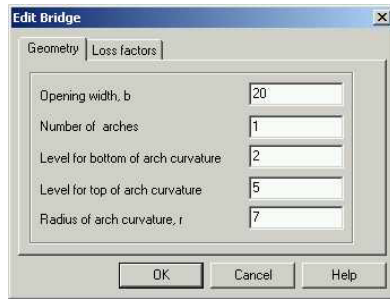 Edit Bridge
Geometry Loss factors
Opening width, b 20
Number of arches 1
Level for bottom of arch curvature 2
Level for top of arch curvature 5
Radius of arch curvature, r 7
OK Cancel Help